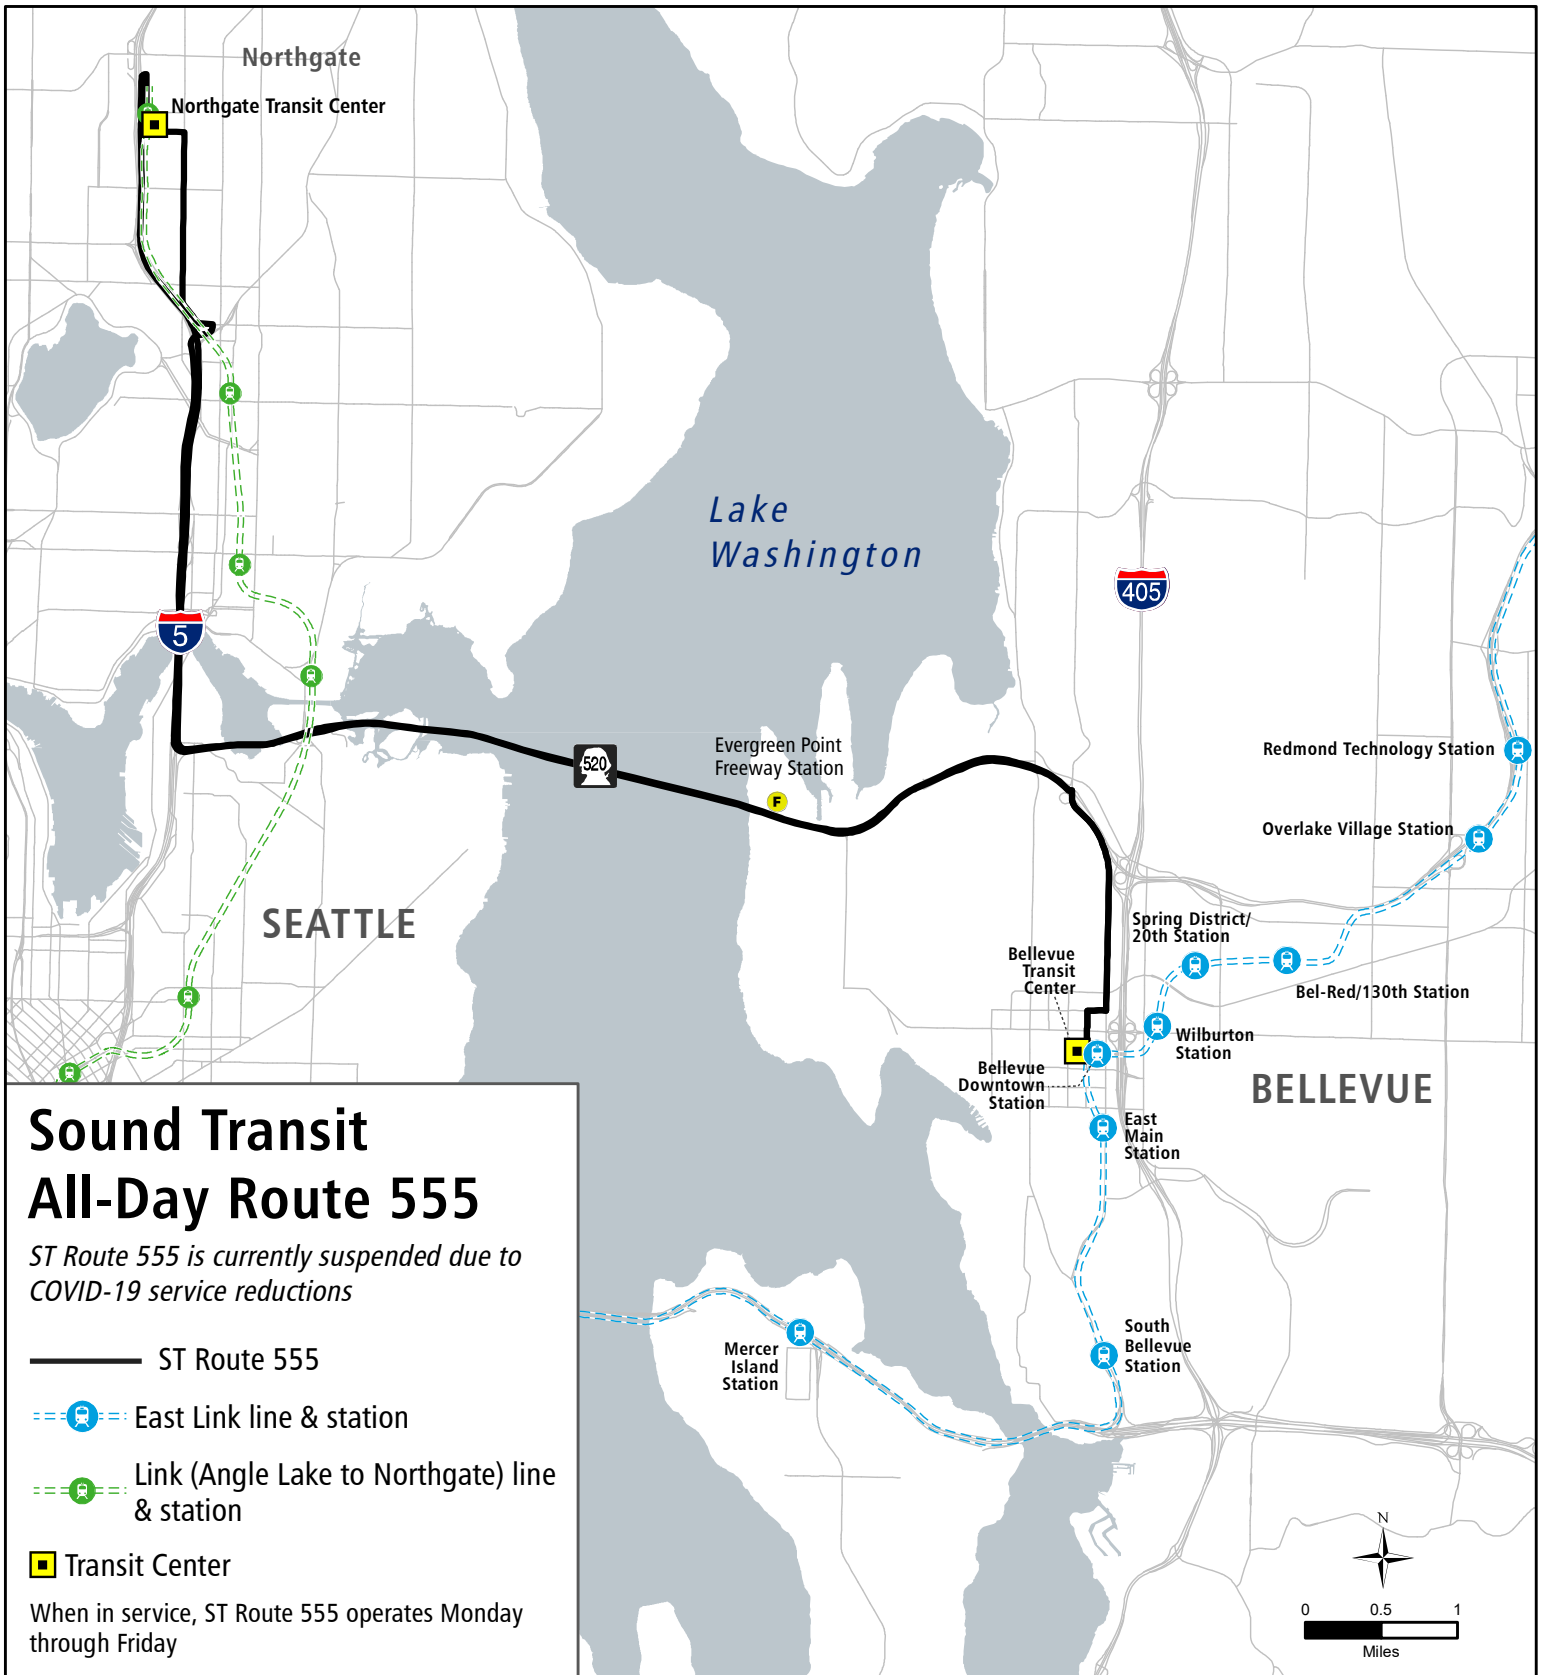 Northgate
Northgate Transit Center
Lake
Washington
405
5
Evergreen Point
Freeway Station
520
F
Redmond Technology Station
Overlake Village Station
SEATTLE
Spring District/
20th Station
Bellevue
Transit
Center
Bel-Red/130th Station
Wilburton
Station
Bellevue
Downtown
Station
BELLEVUE
East
Main
Station
South
Bellevue
Station
Mercer
Island
Station
Sound Transit
All-Day Route 555
ST Route 555 is currently suspended due to
COVID-19 service reductions
ST Route 555
East Link line & station
Link (Angle Lake to Northgate) line
& station
Transit Center
When in service, ST Route 555 operates Monday
through Friday
N
0 0.5 1
Miles